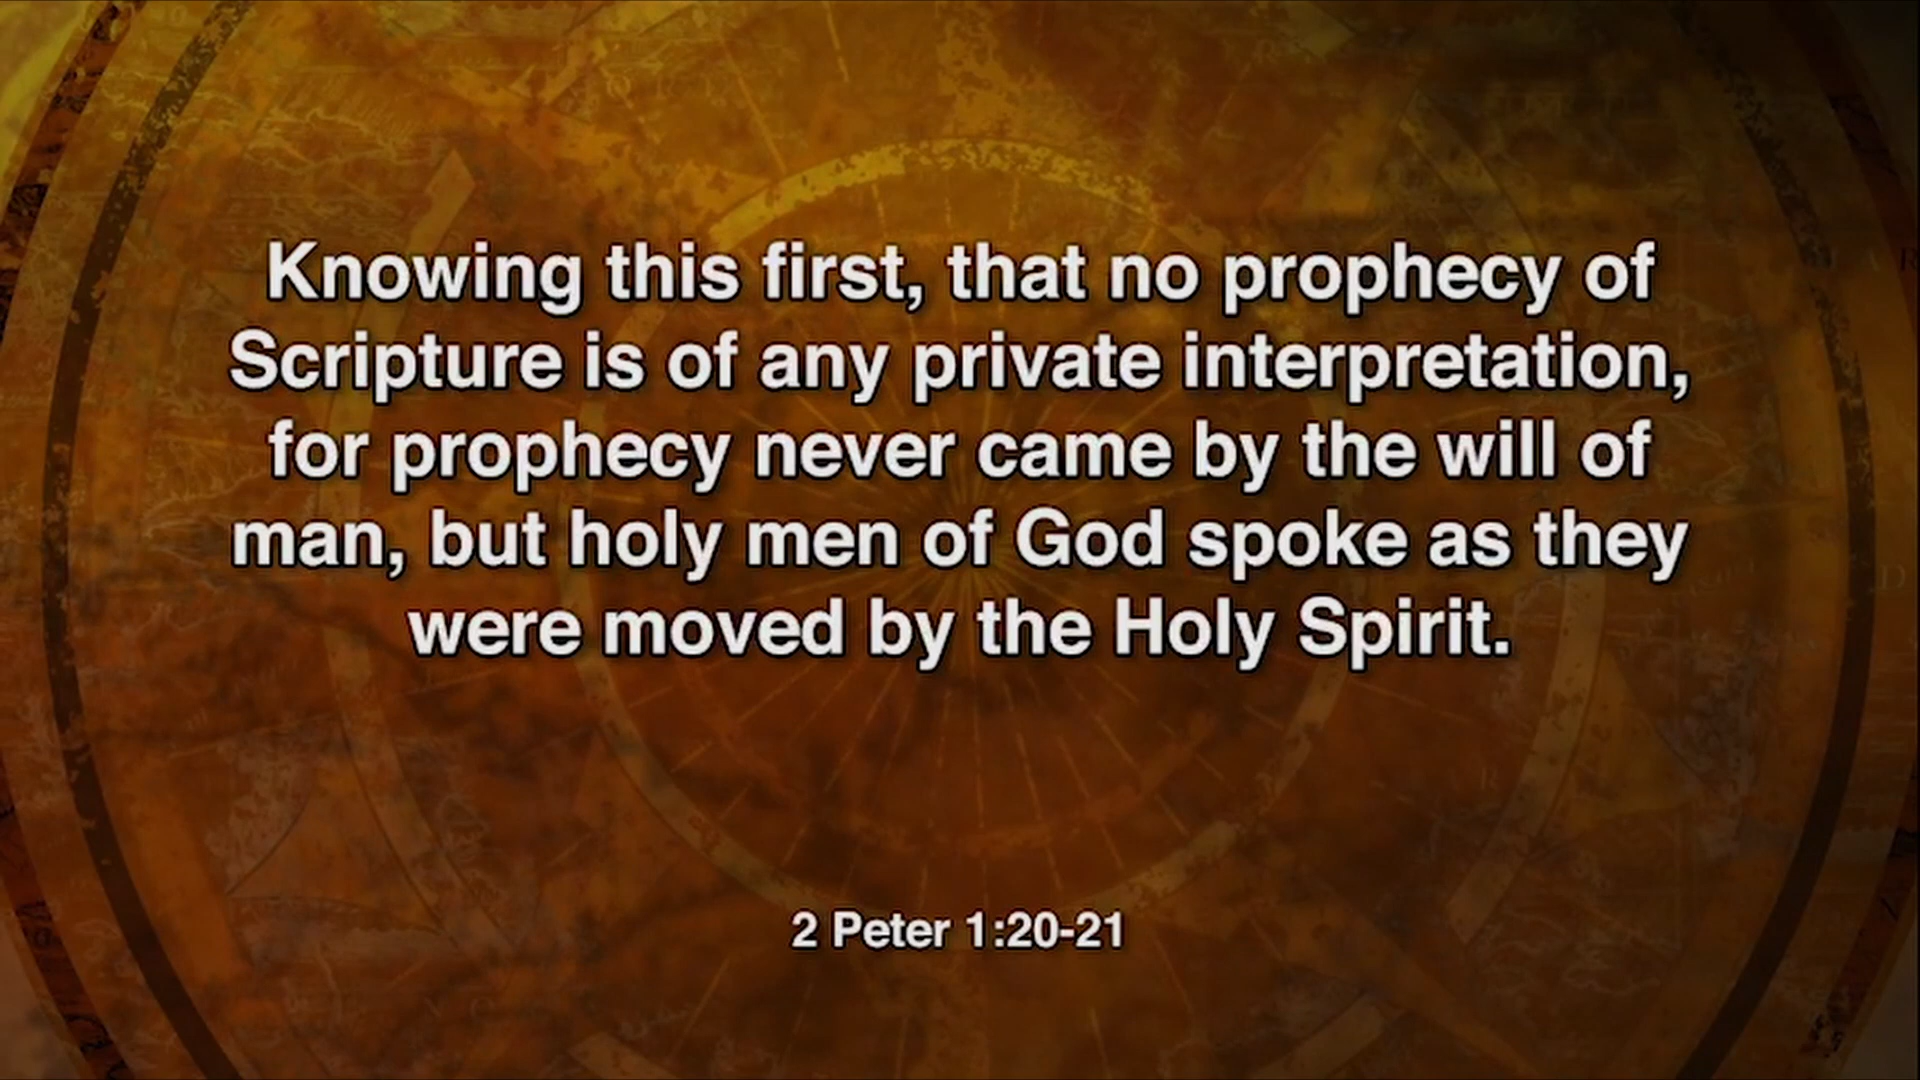 Knowing this first, that no prophecy of
Scripture is of any private interpretation,
for prophecy never came by the will of
man, but holy men of God spoke as they
were moved by the Holy Spirit.
2 Peter 1:20-21